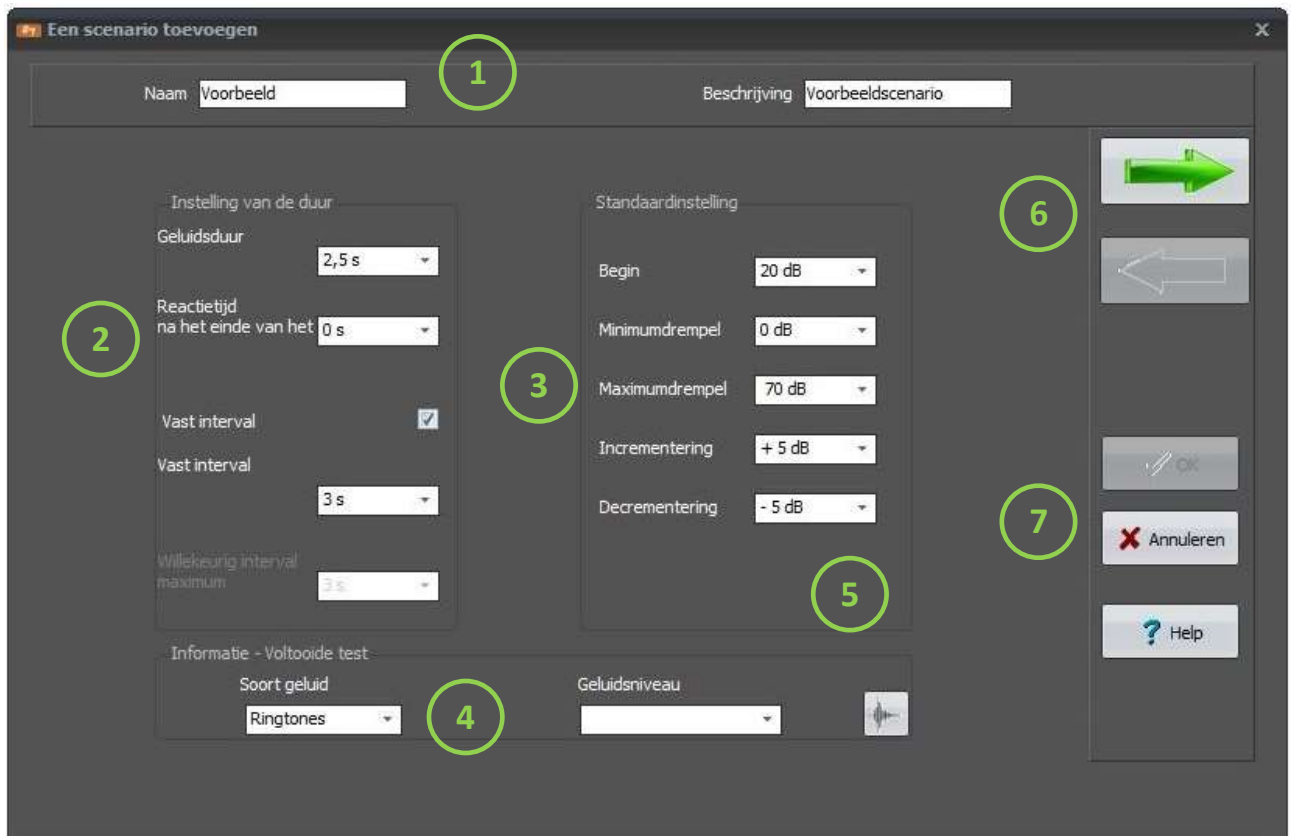 Een scenario toevoegen
1
Naam Voorbeeld
Beschrijving Voorbeeldscenario
Instelling van de duur
Geluidsduur
2,5 s
Reactietijd
na het einde van het 0 s
2
Vast interval
Vast interval
3 s
Willekeurig interval
maximum
3 s
Standaardinstelling
Begin 20 dB
Minimumdrempel 0 dB
3
Maximumdrempel 70 dB
Incrementering + 5 dB
Decrementering - 5 dB
5
6
OK
7
Annuleren
? Help
Informatie - Voltooide test
Soort geluid
Ringtones
4
Geluidsniveau